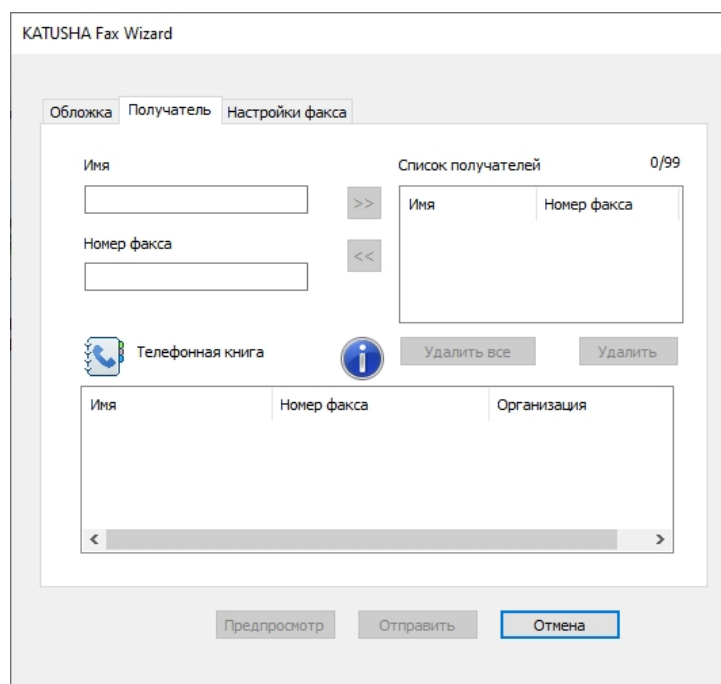 KATUSHA Fax Wizard
Обложка Получатель Настройки факса
Имя Список получателей 0/99
>> Имя Номер факса
Номер факса
<<
Телефонная книга Удалить все Удалить
Имя Номер факса Организация
Предпросмотр Отправить Отмена